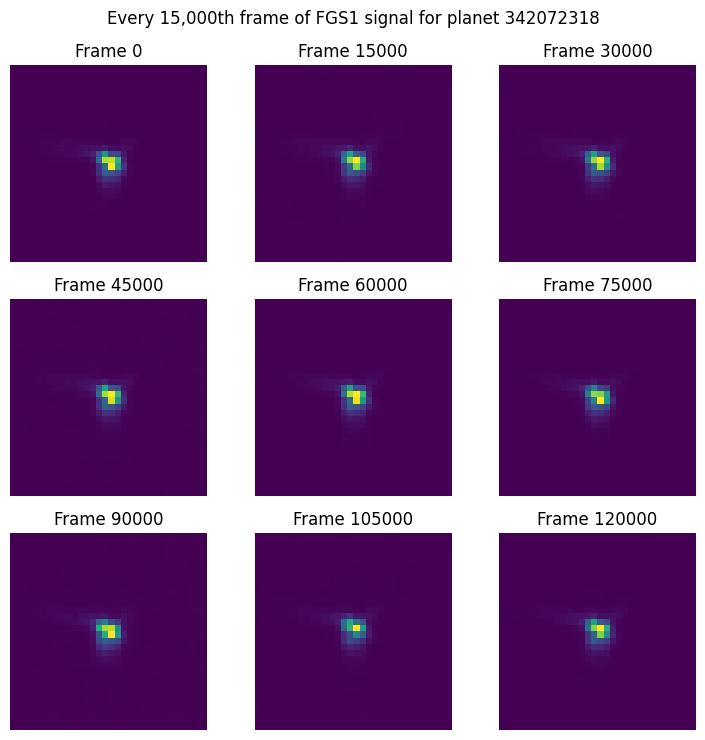 Every 15,000th frame of FGS1 signal for planet 342072318
Frame 0
Frame 15000
Frame 30000
Frame 45000
Frame 60000
Frame 75000
Frame 90000
Frame 105000
Frame 120000